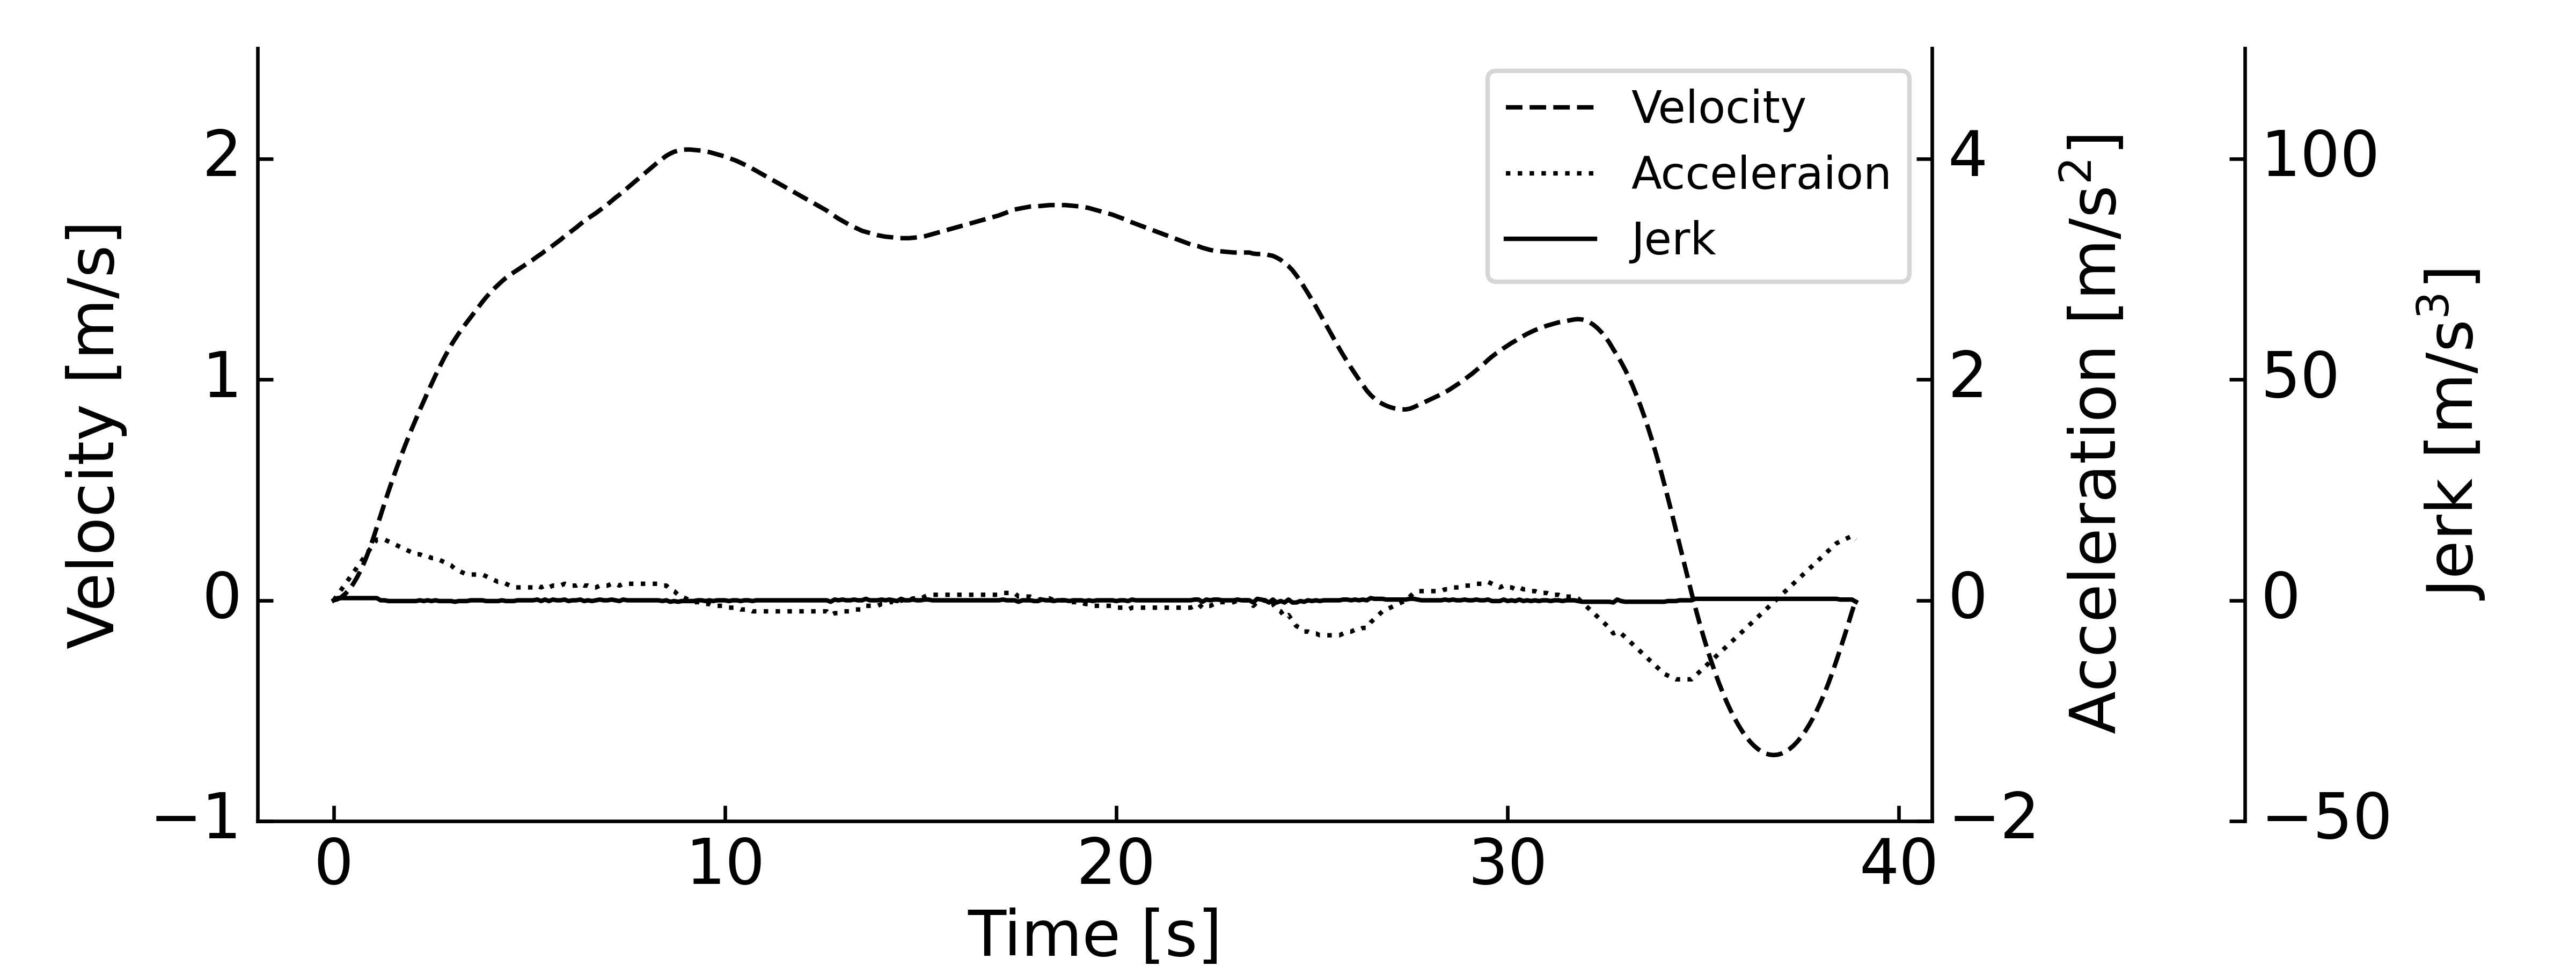 Velocity [m/s]
2
1
0
−1
0 10 20 30 40
Time [s]
Velocity
Acceleraion
Jerk
4
2
0
−2
Acceleration [m/s²]
100
50
0
−50
Jerk [m/s³]